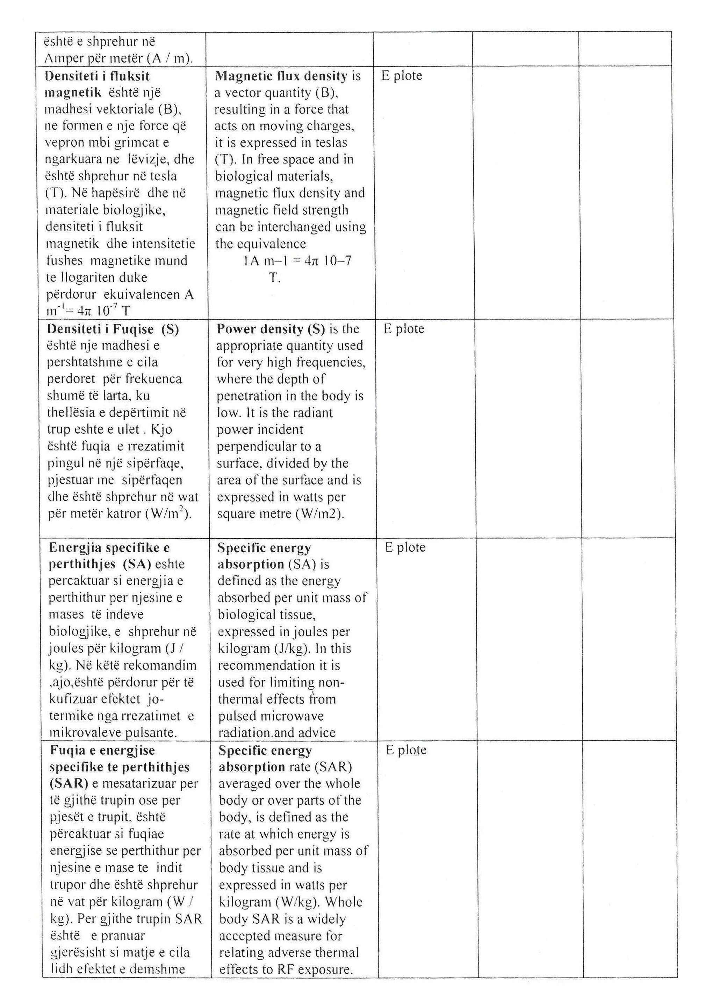 është e shprehur në
Amper për metër (A / m).
Densiteti i fluksit
magnetik është një
madhesi vektoriale (B),
ne formen e nje force që
vepron mbi grimcat e
ngarkuara ne lëvizje, dhe
është shprehur në tesla
(T). Në hapësirë dhe në
materiale biologjike,
densiteti i fluksit
magnetik dhe intensitetie
fushes magnetike mund
te llogariten duke
përdorur ekuivalencen A
m⁻¹= 4π 10⁻⁷ T
Magnetic flux density is
a vector quantity (B),
resulting in a force that
acts on moving charges,
it is expressed in teslas
(T). In free space and in
biological materials,
magnetic flux density and
magnetic field strength
can be interchanged using
the equivalence
1A m–1 = 4π 10–7
T.
E plote
Densiteti i Fuqise (S)
është nje madhesi e
pershtatshme e cila
perdoret për frekuenca
shumë të larta, ku
thellësia e depërtimit në
trup eshte e ulet . Kjo
është fuqia e rrezatimit
pingul në një sipërfaqe,
pjestuar me sipërfaqen
dhe është shprehur në wat
për metër katror (W/m²).
Power density (S) is the
appropriate quantity used
for very high frequencies,
where the depth of
penetration in the body is
low. It is the radiant
power incident
perpendicular to a
surface, divided by the
area of the surface and is
expressed in watts per
square metre (W/m2).
E plote
Energjia specifike e
perthithjes (SA) eshte
percaktuar si energjia e
perthithur per njesine e
mases të indeve
biologjike, e shprehur në
joules për kilogram (J /
kg). Në këtë rekomandim
.ajo,është përdorur për të
kufizuar efektet jo-
termike nga rrezatimet e
mikrovaleve pulsante.
Specific energy
absorption (SA) is
defined as the energy
absorbed per unit mass of
biological tissue,
expressed in joules per
kilogram (J/kg). In this
recommendation it is
used for limiting non-
thermal effects from
pulsed microwave
radiation.and advice
E plote
Fuqia e energjise
specifike te perthithjes
(SAR) e mesatarizuar per
të gjithë trupin ose per
pjesët e trupit, është
përcaktuar si fuqiae
energjise se perthithur per
njesine e mase te indit
trupor dhe është shprehur
në vat për kilogram (W /
kg). Per gjithe trupin SAR
është e pranuar
gjerësisht si matje e cila
lidh efektet e demshme
Specific energy
absorption rate (SAR)
averaged over the whole
body or over parts of the
body, is defined as the
rate at which energy is
absorbed per unit mass of
body tissue and is
expressed in watts per
kilogram (W/kg). Whole
body SAR is a widely
accepted measure for
relating adverse thermal
effects to RF exposure.
E plote